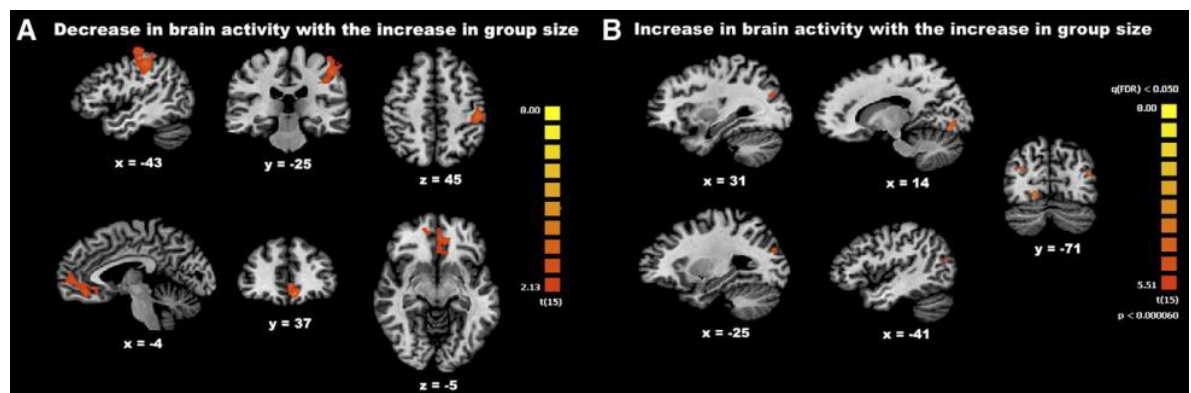 A Decrease in brain activity with the increase in group size
x = -43
y = -25
z = 45
x = -4
y = 37
z = -5
8.00
2.13
t(15)
B Increase in brain activity with the increase in group size
x = 31
x = 14
x = -25
x = -41
y = -71
q(FDR) < 0.050
8.00
5.51
t(15)
p < 0.000060